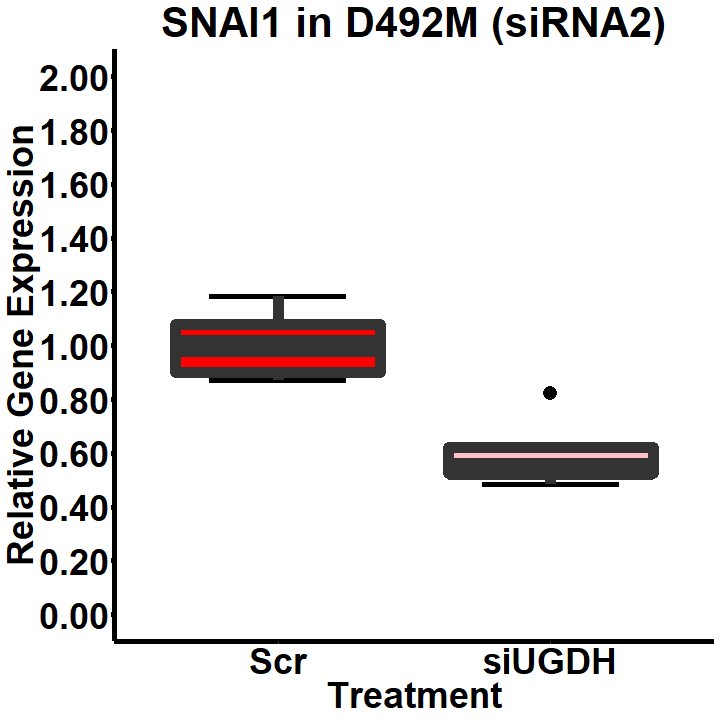 SNAI1 in D492M (siRNA2)
Relative Gene Expression
2.00
1.80
1.60
1.40
1.20
1.00
0.80
0.60
0.40
0.20
0.00
Scr siUGDH
Treatment